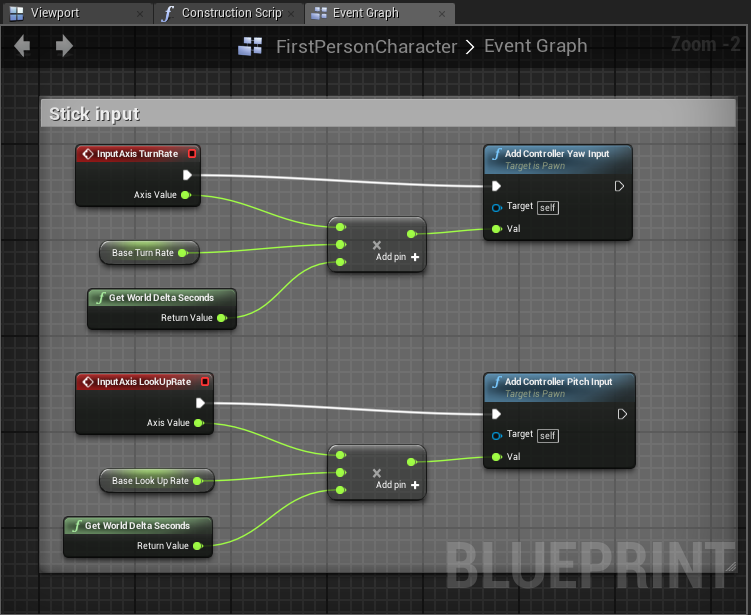 Viewport
Construction Scrip
Event Graph
FirstPersonCharacter > Event Graph
Zoom -2
Stick input
InputAxis TurnRate
Axis Value
Add Controller Yaw Input
Target is Pawn
Target self
Val
Base Turn Rate
Add pin +
Get World Delta Seconds
Return Value
InputAxis LookUpRate
Axis Value
Add Controller Pitch Input
Target is Pawn
Target self
Val
Base Look Up Rate
Add pin +
Get World Delta Seconds
Return Value
BLUEPRINT